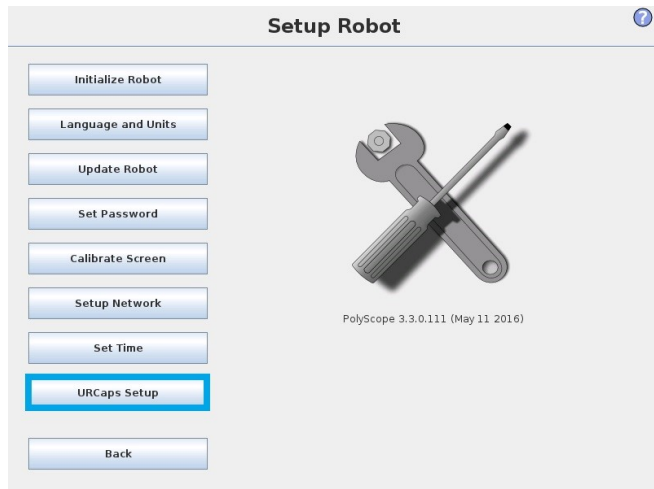 Setup Robot
?
Initialize Robot
Language and Units
Update Robot
Set Password
Calibrate Screen
Setup Network
Set Time
URCaps Setup
Back
PolyScope 3.3.0.111 (May 11 2016)